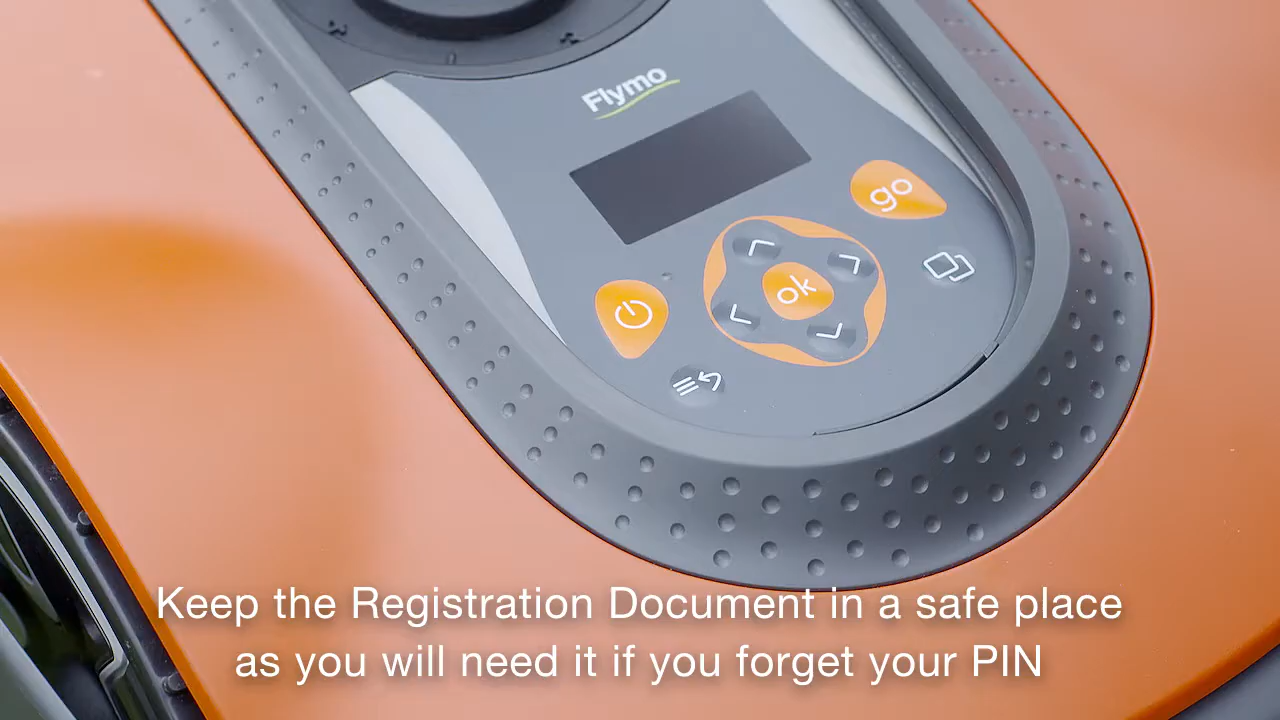 Flymo
go
ok
Keep the Registration Document in a safe place
as you will need it if you forget your PIN